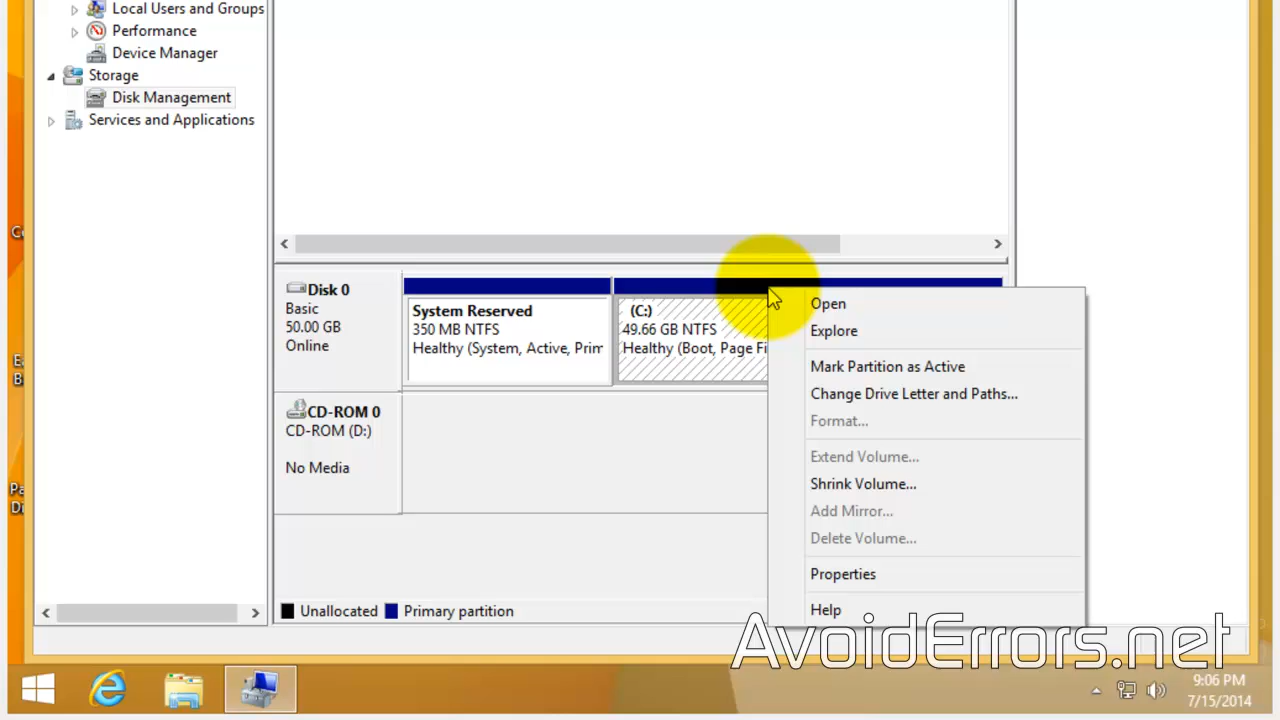 Local Users and Groups
Performance
Device Manager
Storage
Disk Management
Services and Applications
Disk 0
Basic
50.00 GB
Online
System Reserved
350 MB NTFS
Healthy (System, Active, Prim
(C:)
49.66 GB NTFS
Healthy (Boot, Page Fi
CD-ROM 0
CD-ROM (D:)
No Media
Unallocated
Primary partition
Open
Explore
Mark Partition as Active
Change Drive Letter and Paths...
Format...
Extend Volume...
Shrink Volume...
Add Mirror...
Delete Volume...
Properties
Help
AvoidErrors.net
9:06 PM
7/15/2014